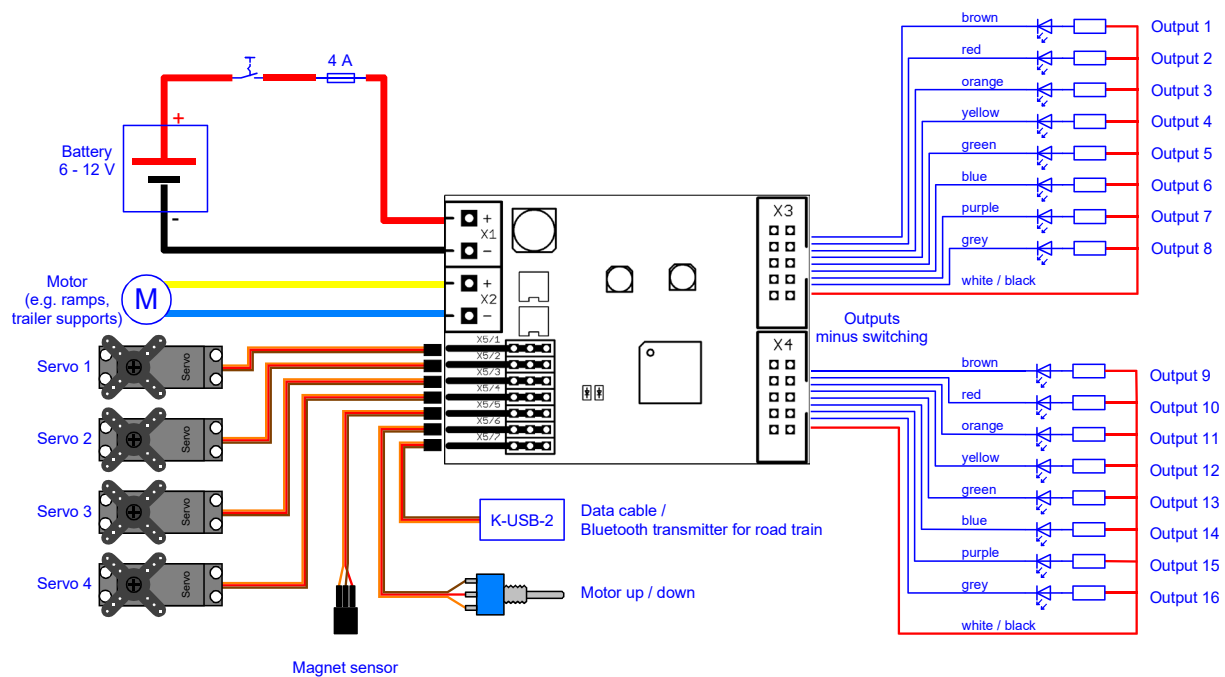 4 A
+
Battery
6 - 12 V
-
Motor
(e.g. ramps,
trailer supports)
M
Servo 1
Servo
Servo 2
Servo
Servo 3
Servo
Servo 4
Servo
Magnet sensor
+
X1
-
+
X2
-
X5/1
X5/2
X5/3
X5/4
X5/5
X5/6
X5/7
K-USB-2
Data cable /
Bluetooth transmitter for road train
Motor up / down
X3
X4
Outputs
minus switching
brown
Output 1
red
Output 2
orange
Output 3
yellow
Output 4
green
Output 5
blue
Output 6
purple
Output 7
grey
Output 8
white / black
brown
Output 9
red
Output 10
orange
Output 11
yellow
Output 12
green
Output 13
blue
Output 14
purple
Output 15
grey
Output 16
white / black